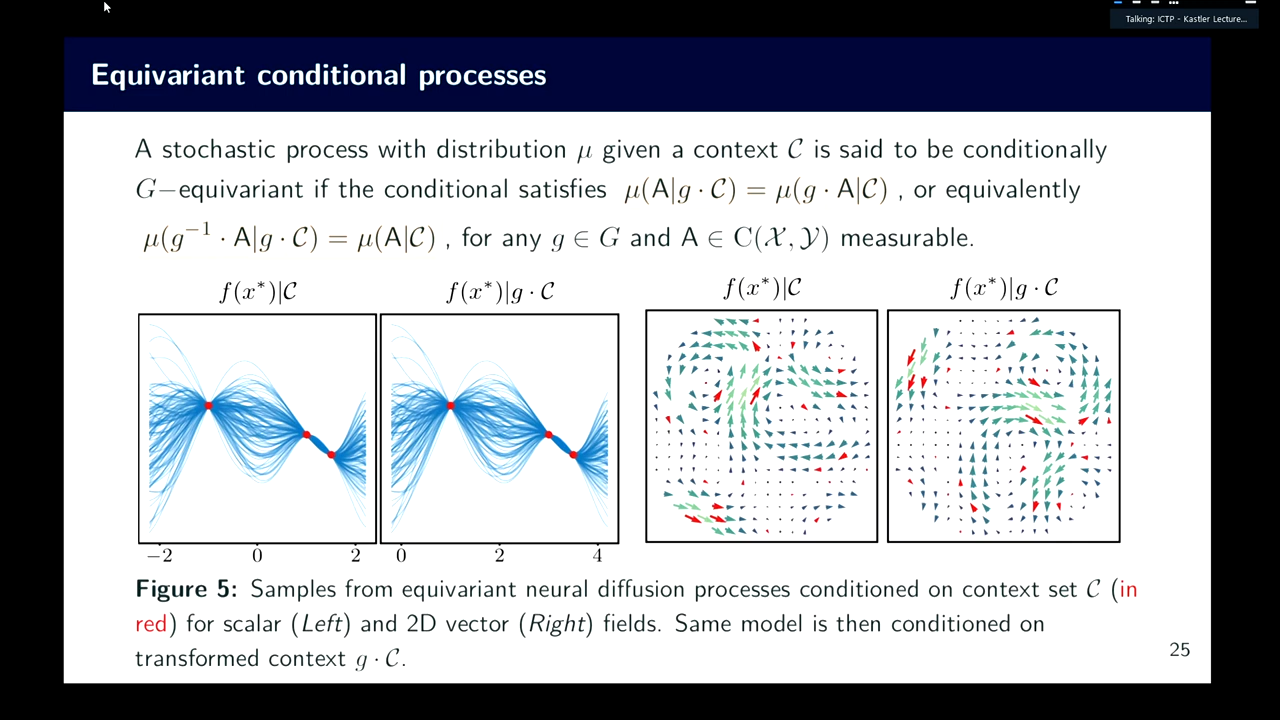 Talking: ICTP - Kastler Lecture...
Equivariant conditional processes
A stochastic process with distribution μ given a context 𝒞 is said to be conditionally
G−equivariant if the conditional satisfies μ(A|g · 𝒞) = μ(g · A|𝒞) , or equivalently
μ(g⁻¹ · A|g · 𝒞) = μ(A|𝒞) , for any g ∈ G and A ∈ C(𝒳, 𝒴) measurable.
f(x*)|𝒞 f(x*)|g · 𝒞 f(x*)|𝒞 f(x*)|g · 𝒞
−2 0 2 0 2 4
Figure 5: Samples from equivariant neural diffusion processes conditioned on context set 𝒞 (in
red) for scalar (Left) and 2D vector (Right) fields. Same model is then conditioned on
transformed context g · 𝒞.
25